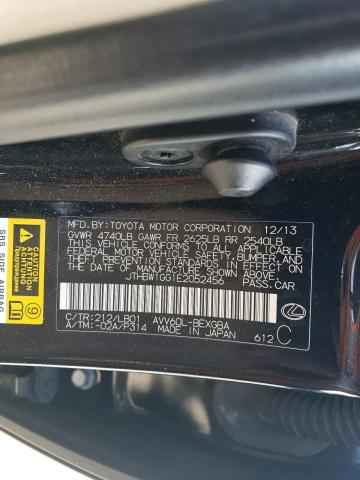 MFD.BY:TOYOTA MOTOR CORPORATION 12/13
GVWR 4740LB GAWR FR 2625LB RR 2540LB
THIS VEHICLE CONFORMS TO ALL APPLICABLE
FEDERAL MOTOR VEHICLE SAFETY, BUMPER, AND
THEFT PREVENTION STANDARDS IN EFFECT ON
THE DATE OF MANUFACTURE SHOWN ABOVE.
JTHBW1GG1E2052456 PASS.CAR
C/TR:212/LB01 AVV60L-BEXGBA
A/TM:-02A/P314 MADE IN JAPAN 612 C
SRS SIDE AIRBAG
9